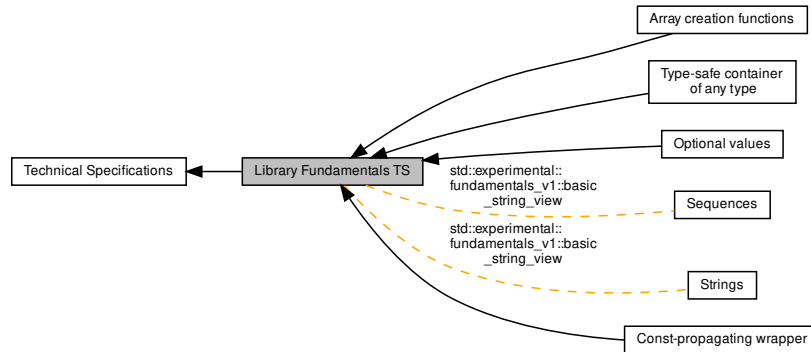 Array creation functions
Type-safe container
of any type
Optional values
Technical Specifications
Library Fundamentals TS
std::experimental::
fundamentals_v1::basic
_string_view
Sequences
std::experimental::
fundamentals_v1::basic
_string_view
Strings
Const-propagating wrapper